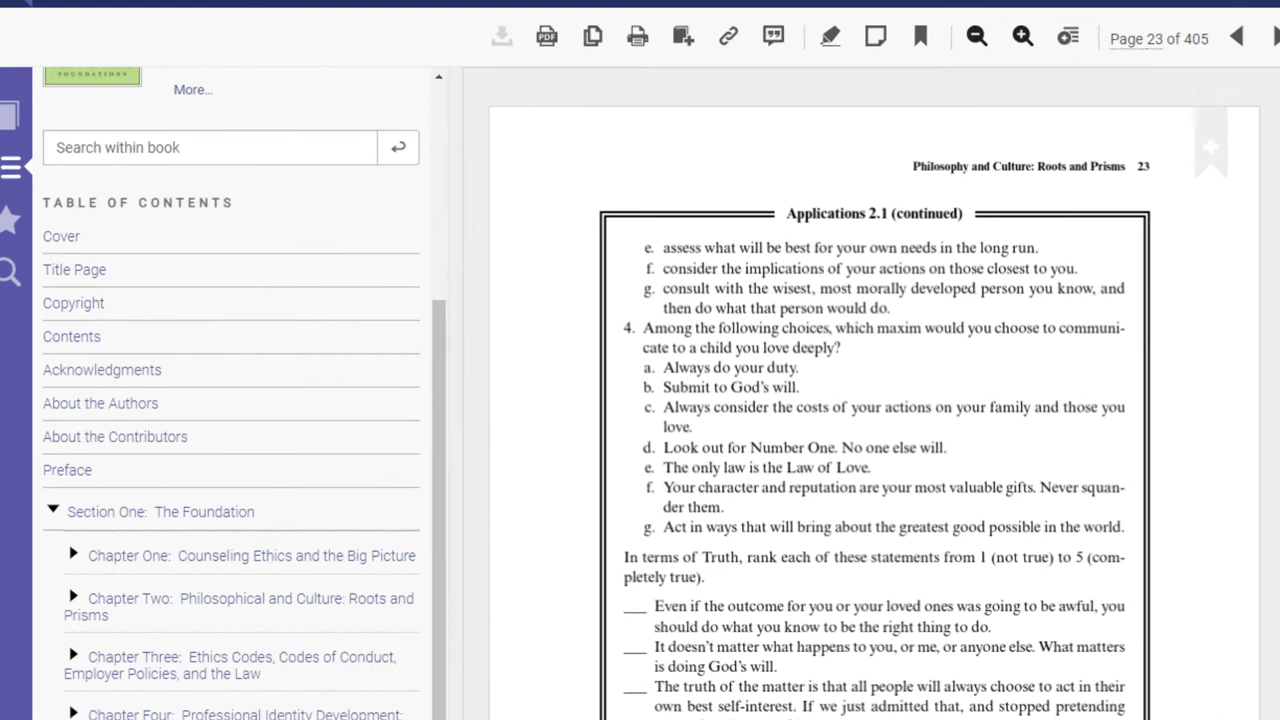 FOUNDATIONS
More...
Search within book
TABLE OF CONTENTS
Cover
Title Page
Copyright
Contents
Acknowledgments
About the Authors
About the Contributors
Preface
Section One: The Foundation
Chapter One: Counseling Ethics and the Big Picture
Chapter Two: Philosophical and Culture: Roots and
Prisms
Chapter Three: Ethics Codes, Codes of Conduct,
Employer Policies, and the Law
Chapter Four: Professional Identity Development:
PDF
Page 23 of 405
Philosophy and Culture: Roots and Prisms 23
Applications 2.1 (continued)
e. assess what will be best for your own needs in the long run.
f. consider the implications of your actions on those closest to you.
g. consult with the wisest, most morally developed person you know, and
then do what that person would do.
4. Among the following choices, which maxim would you choose to communi-
cate to a child you love deeply?
a. Always do your duty.
b. Submit to God's will.
c. Always consider the costs of your actions on your family and those you
love.
d. Look out for Number One. No one else will.
e. The only law is the Law of Love.
f. Your character and reputation are your most valuable gifts. Never squan-
der them.
g. Act in ways that will bring about the greatest good possible in the world.
In terms of Truth, rank each of these statements from 1 (not true) to 5 (com-
pletely true).
___ Even if the outcome for you or your loved ones was going to be awful, you
should do what you know to be the right thing to do.
___ It doesn't matter what happens to you, or me, or anyone else. What matters
is doing God's will.
___ The truth of the matter is that all people will always choose to act in their
own best self-interest. If we just admitted that, and stopped pretending